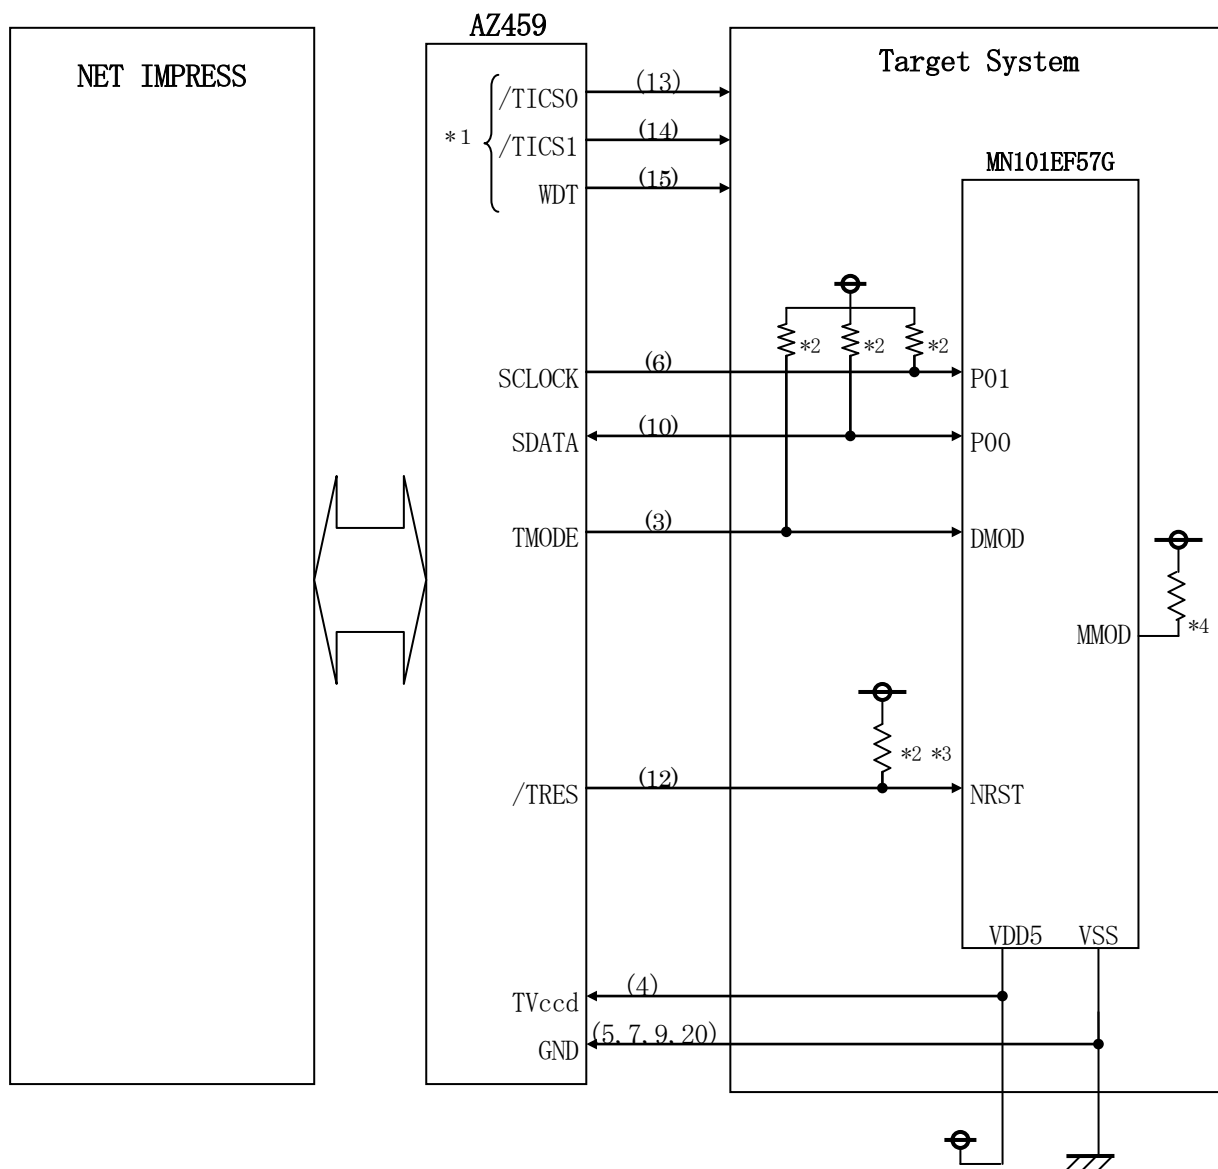 AZ459
NET IMPRESS
Target System
/TICS0
(13)
*1
/TICS1
(14)
WDT
(15)
MN101EF57G
*2
*2
*2
SCLOCK
(6)
P01
SDATA
(10)
P00
TMODE
(3)
DMOD
MMOD
*4
*2 *3
/TRES
(12)
NRST
VDD5
VSS
TVccd
(4)
GND
(5,7,9,20)